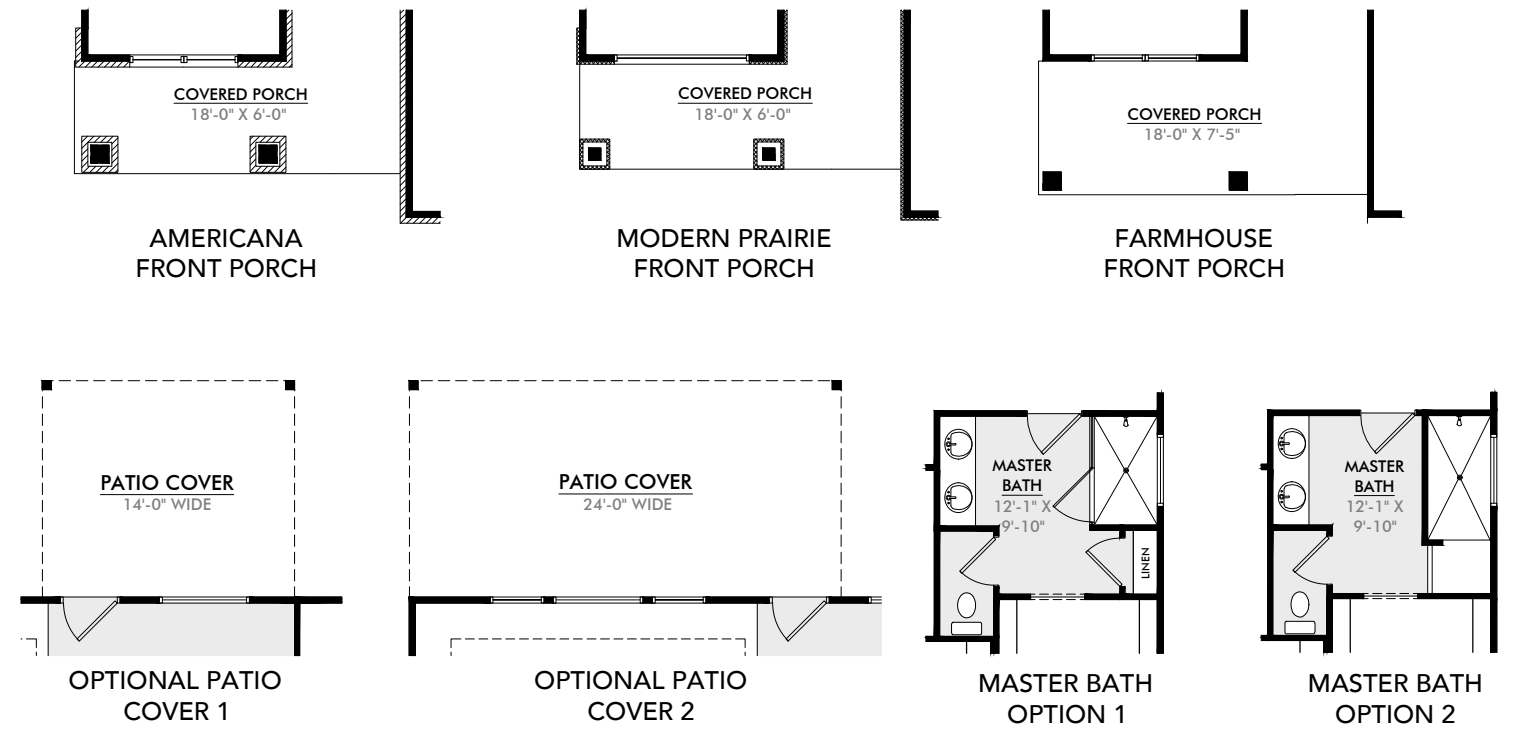 COVERED PORCH
18'-0" X 6'-0"
AMERICANA
FRONT PORCH
COVERED PORCH
18'-0" X 6'-0"
MODERN PRAIRIE
FRONT PORCH
COVERED PORCH
18'-0" X 7'-5"
FARMHOUSE
FRONT PORCH
PATIO COVER
14'-0" WIDE
OPTIONAL PATIO
COVER 1
PATIO COVER
24'-0" WIDE
OPTIONAL PATIO
COVER 2
MASTER
BATH
12'-1" X
9'-10"
LINEN
MASTER BATH
OPTION 1
MASTER
BATH
12'-1" X
9'-10"
MASTER BATH
OPTION 2